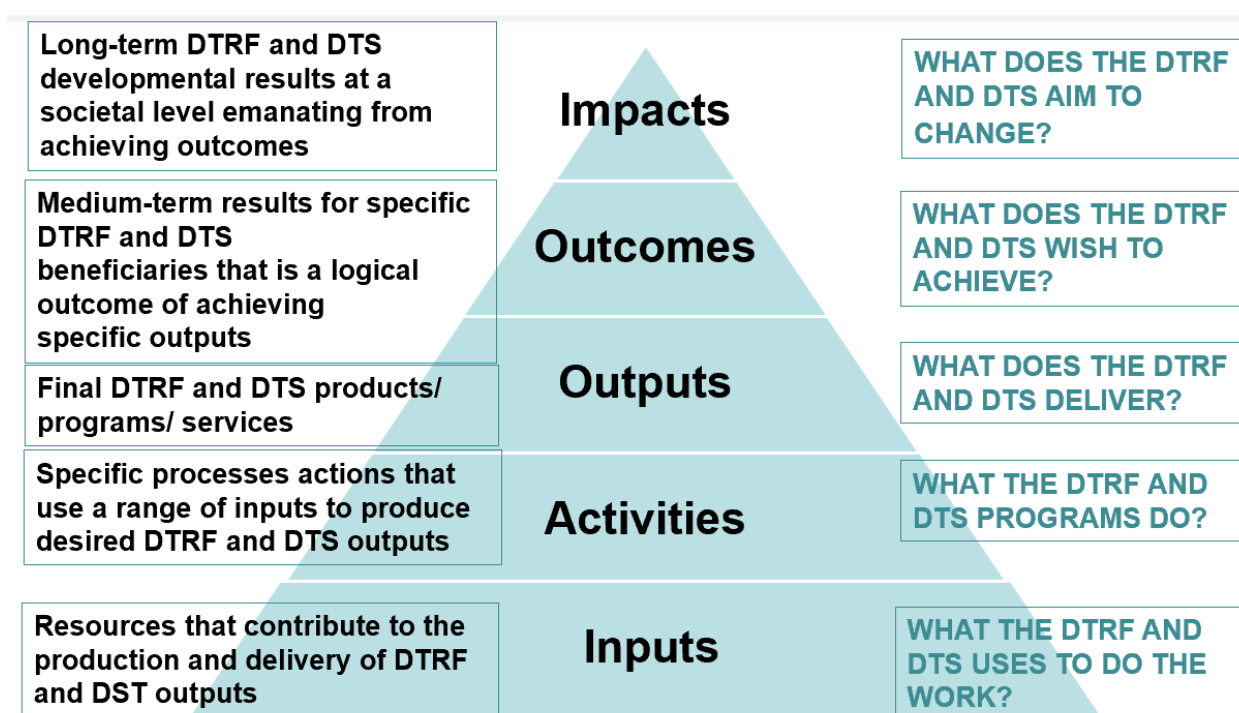 Long-term DTRF and DTS
developmental results at a
societal level emanating from
achieving outcomes
Impacts
WHAT DOES THE DTRF
AND DTS AIM TO
CHANGE?
Medium-term results for specific
DTRF and DTS
beneficiaries that is a logical
outcome of achieving
specific outputs
Outcomes
WHAT DOES THE DTRF
AND DTS WISH TO
ACHIEVE?
Final DTRF and DTS products/
programs/ services
Outputs
WHAT DOES THE DTRF
AND DTS DELIVER?
Specific processes actions that
use a range of inputs to produce
desired DTRF and DTS outputs
Activities
WHAT THE DTRF AND
DTS PROGRAMS DO?
Resources that contribute to the
production and delivery of DTRF
and DST outputs
Inputs
WHAT THE DTRF AND
DTS USES TO DO THE
WORK?